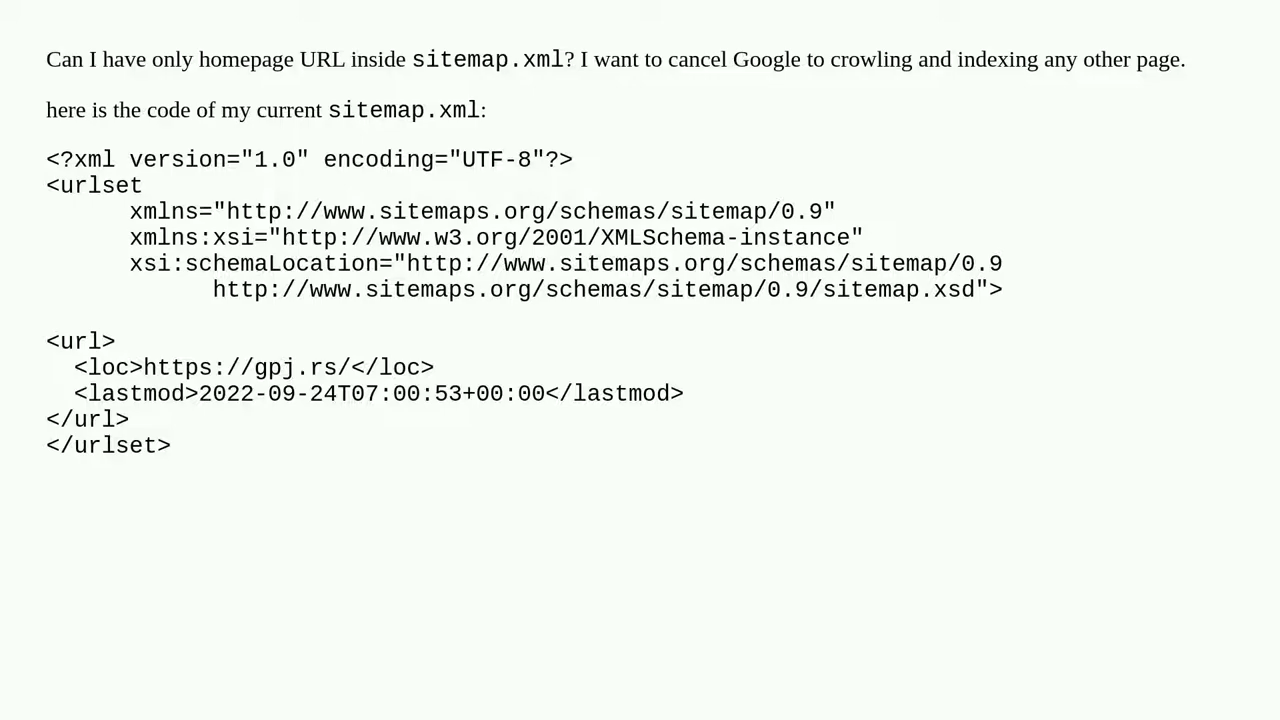 Can I have only homepage URL inside sitemap.xml? I want to cancel Google to crowling and indexing any other page.
here is the code of my current sitemap.xml:
<?xml version="1.0" encoding="UTF-8"?>
<urlset
      xmlns="http://www.sitemaps.org/schemas/sitemap/0.9"
      xmlns:xsi="http://www.w3.org/2001/XMLSchema-instance"
      xsi:schemaLocation="http://www.sitemaps.org/schemas/sitemap/0.9
            http://www.sitemaps.org/schemas/sitemap/0.9/sitemap.xsd">
<url>
  <loc>https://gpj.rs/</loc>
  <lastmod>2022-09-24T07:00:53+00:00</lastmod>
</url>
</urlset>